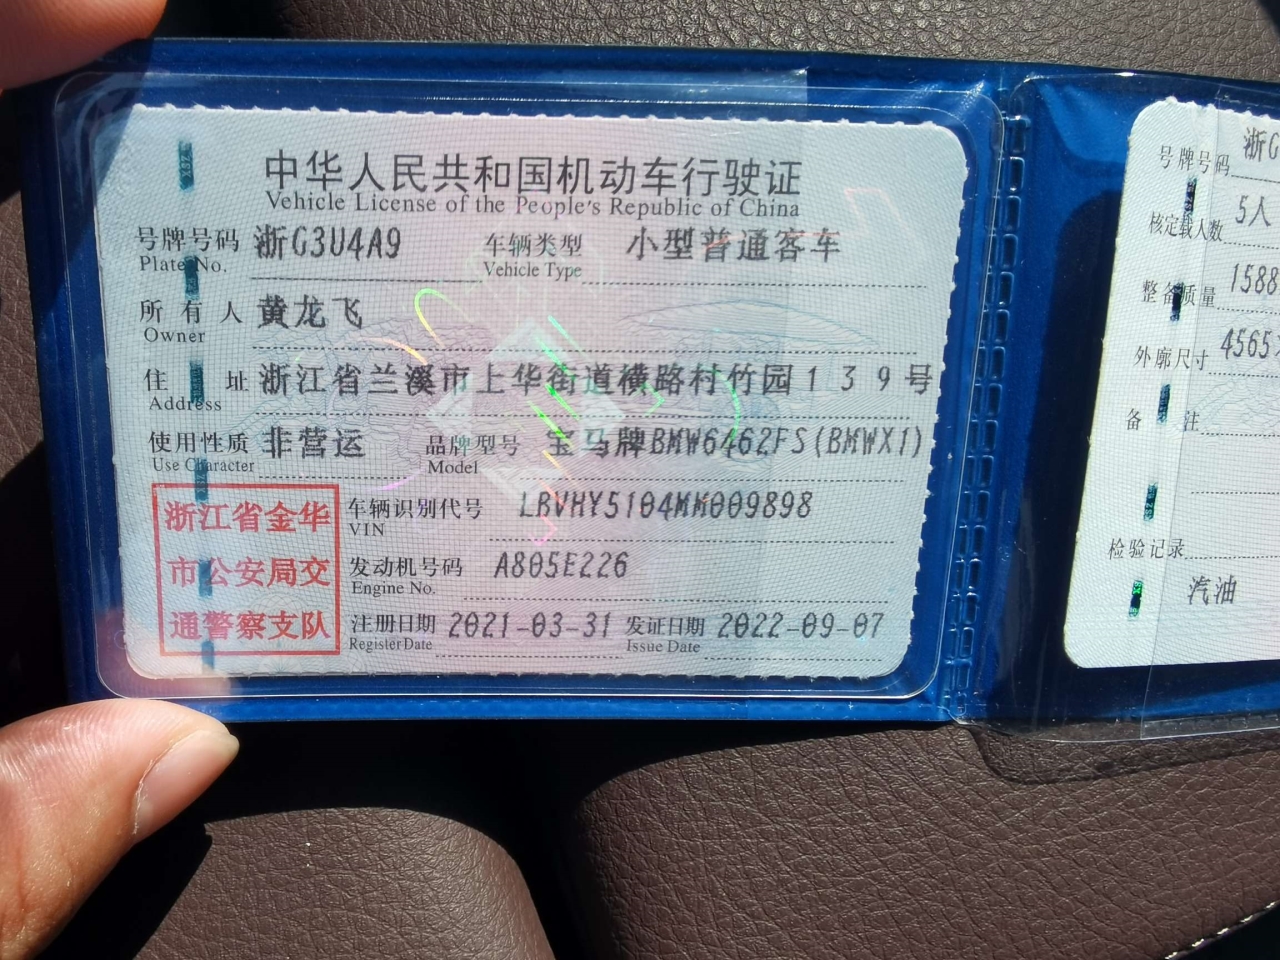 中华人民共和国机动车行驶证
Vehicle License of the People's Republic of China
号牌号码 浙G3U4A9 车辆类型 小型普通客车
Plate No. Vehicle Type
所有人 黄龙飞
Owner
住址 浙江省兰溪市上华街道横路村竹园139号
Address
使用性质 非营运 品牌型号 宝马牌BMW6462FS(BMWX1)
Use Character Model
浙江省金华
市公安局交
通警察支队
车辆识别代号 LBVHY5104MM009898
VIN
发动机号码 A805E226
Engine No.
注册日期 2021-03-31 发证日期 2022-09-07
Register Date Issue Date
号牌号码 浙G
核定载人数 5人
整备质量 1588
外廓尺寸 4565
备注
检验记录
汽油